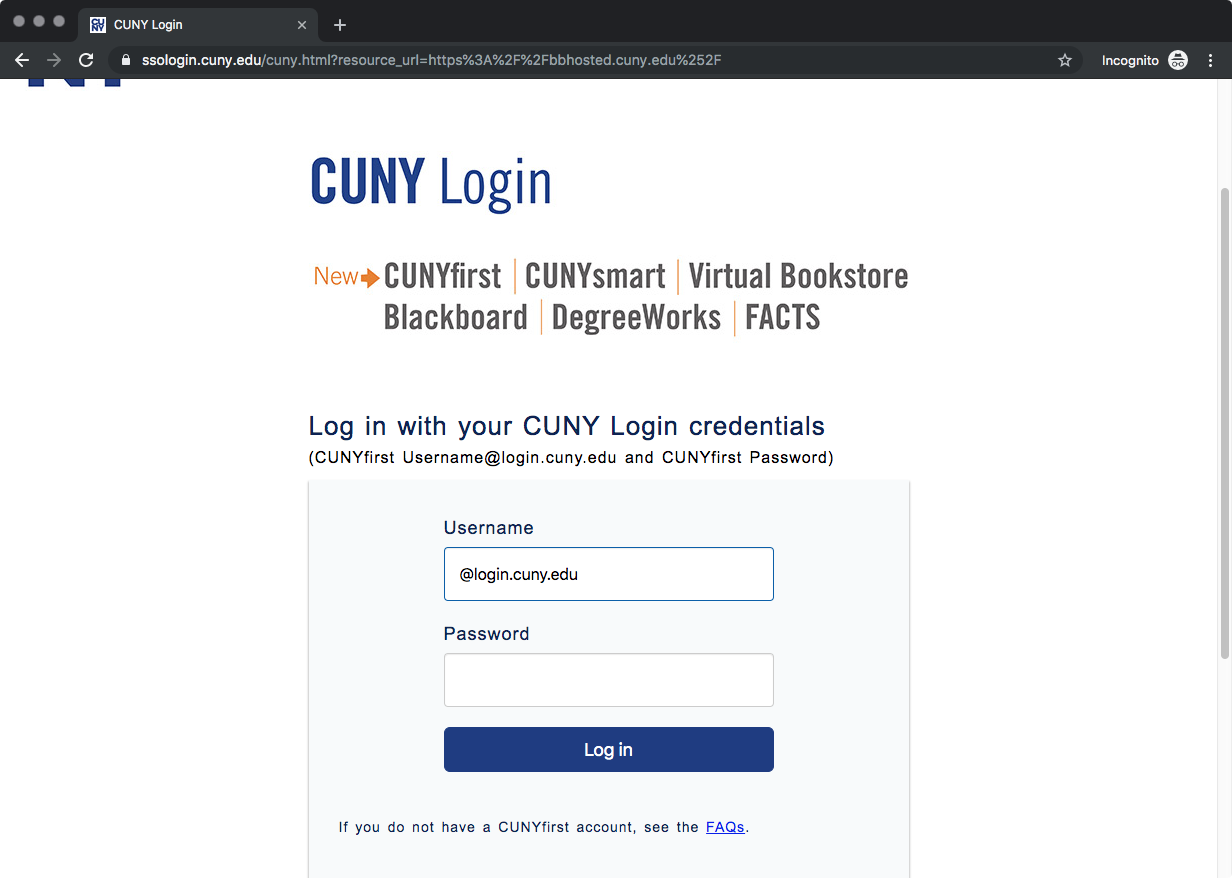 CUNY Login
ssologin.cuny.edu/cuny.html?resource_url=https%3A%2F%2Fbbhosted.cuny.edu%252F
Incognito
CUNY Login
New CUNYfirst | CUNYsmart | Virtual Bookstore
Blackboard | DegreeWorks | FACTS
Log in with your CUNY Login credentials
(CUNYfirst Username@login.cuny.edu and CUNYfirst Password)
Username
@login.cuny.edu
Password
Log in
If you do not have a CUNYfirst account, see the FAQs.